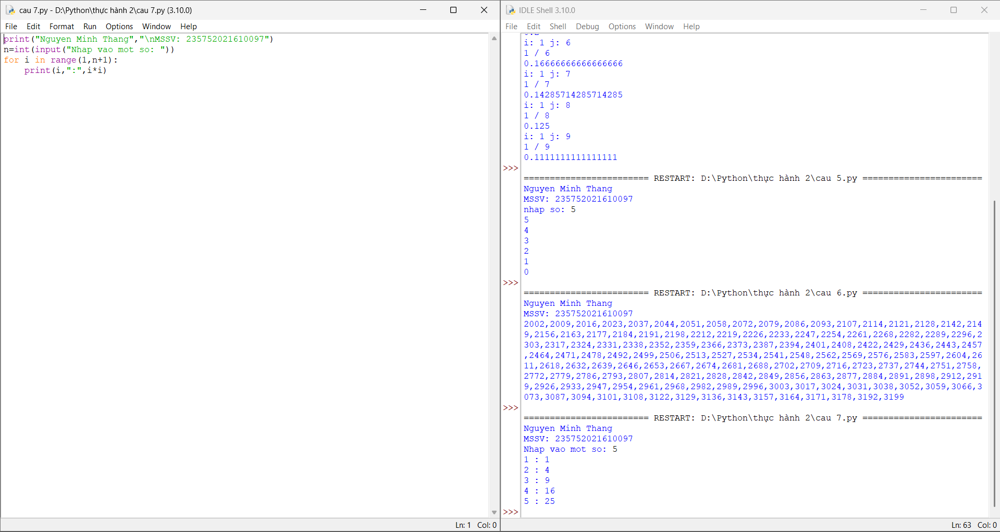 cau 7.py - D:\Python\thực hành 2\cau 7.py (3.10.0)
File Edit Format Run Options Window Help
print("Nguyen Minh Thang","\nMSSV: 235752021610097")
n=int(input("Nhap vao mot so: "))
for i in range(1,n+1):
    print(i,":",i*i)
Ln: 1 Col: 0
IDLE Shell 3.10.0
File Edit Shell Debug Options Window Help
i: 1 j: 6
1 / 6
0.16666666666666666
i: 1 j: 7
1 / 7
0.14285714285714285
i: 1 j: 8
1 / 8
0.125
i: 1 j: 9
1 / 9
0.1111111111111111
>>>
======================== RESTART: D:\Python\thực hành 2\cau 5.py =======================
Nguyen Minh Thang
MSSV: 235752021610097
nhap so: 5
5
4
3
2
1
0
>>>
======================== RESTART: D:\Python\thực hành 2\cau 6.py =======================
Nguyen Minh Thang
MSSV: 235752021610097
2002,2009,2016,2023,2037,2044,2051,2058,2072,2079,2086,2093,2107,2114,2121,2128,2142,214
9,2156,2163,2177,2184,2191,2198,2212,2219,2226,2233,2247,2254,2261,2268,2282,2289,2296,2
303,2317,2324,2331,2338,2352,2359,2366,2373,2387,2394,2401,2408,2422,2429,2436,2443,2457
,2464,2471,2478,2492,2499,2506,2513,2527,2534,2541,2548,2562,2569,2576,2583,2597,2604,26
11,2618,2632,2639,2646,2653,2667,2674,2681,2688,2702,2709,2716,2723,2737,2744,2751,2758,
2772,2779,2786,2793,2807,2814,2821,2828,2842,2849,2856,2863,2877,2884,2891,2898,2912,291
9,2926,2933,2947,2954,2961,2968,2982,2989,2996,3003,3017,3024,3031,3038,3052,3059,3066,3
073,3087,3094,3101,3108,3122,3129,3136,3143,3157,3164,3171,3178,3192,3199
>>>
======================== RESTART: D:\Python\thực hành 2\cau 7.py =======================
Nguyen Minh Thang
MSSV: 235752021610097
Nhap vao mot so: 5
1 : 1
2 : 4
3 : 9
4 : 16
5 : 25
>>>
Ln: 63 Col: 0